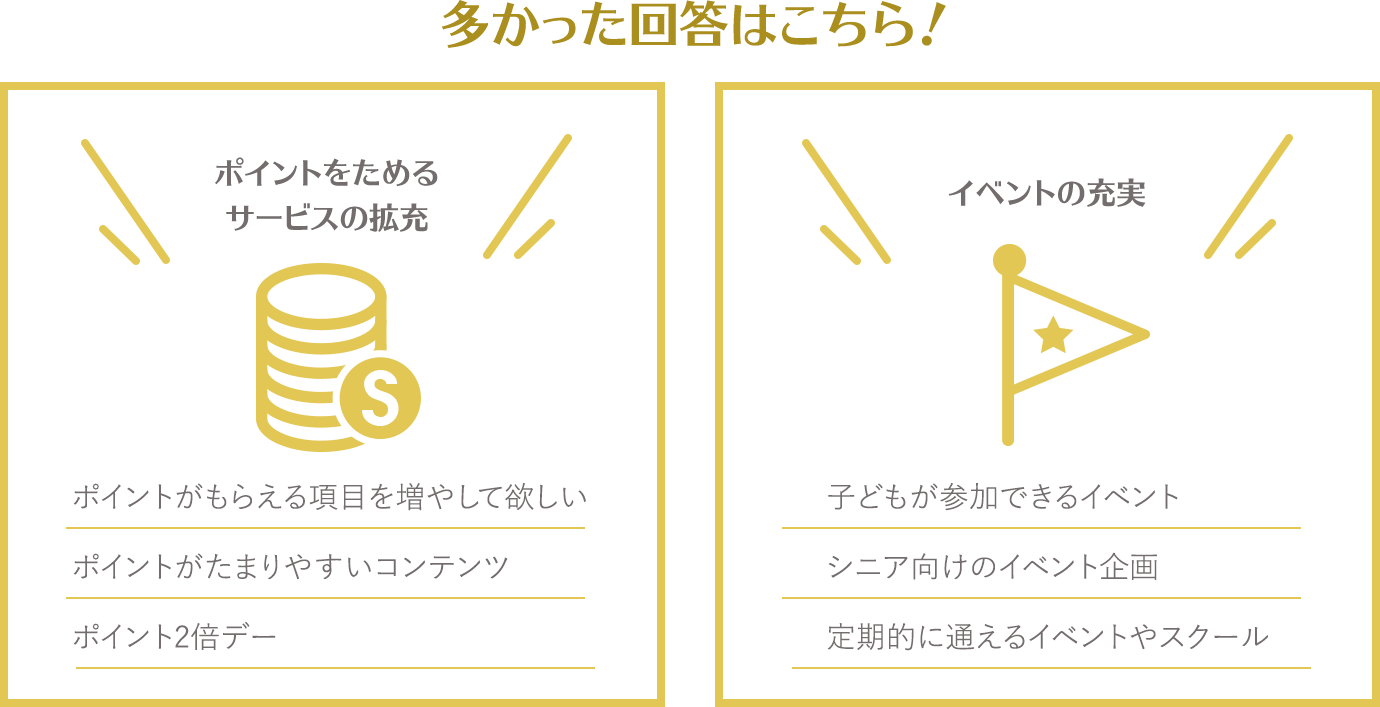 多かった回答はこちら!
ポイントをためる
サービスの拡充
S
ポイントがもらえる項目を増やして欲しい
ポイントがたまりやすいコンテンツ
ポイント2倍デー
イベントの充実
子どもが参加できるイベント
シニア向けのイベント企画
定期的に通えるイベントやスクール